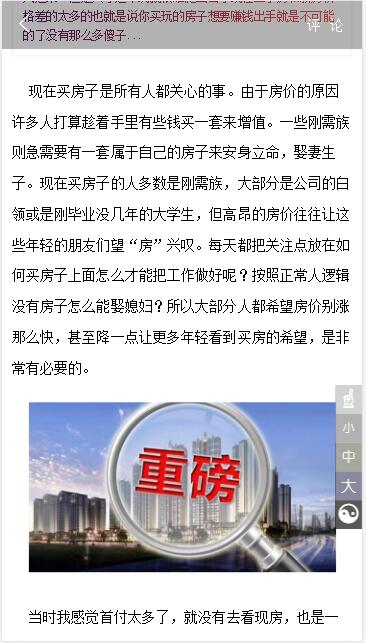 格差的太多的也就是说你买玩的房子想要赚钱出手就是不可能
的了没有那么多傻子...
评 论
现在买房子是所有人都关心的事。由于房价的原因
许多人打算趁着手里有些钱买一套来增值。一些刚需族
则急需要有一套属于自己的房子来安身立命，娶妻生
子。现在买房子的人多数是刚需族，大部分是公司的白
领或是刚毕业没几年的大学生，但高昂的房价往往让这
些年轻的朋友们望“房”兴叹。每天都把关注点放在如
何买房子上面怎么才能把工作做好呢？按照正常人逻辑
没有房子怎么能娶媳妇？所以大部分人都希望房价别涨
那么快，甚至降一点让更多年轻看到买房的希望，是非
常有必要的。
重磅
小
中
大
当时我感觉首付太多了，就没有去看现房，也是一